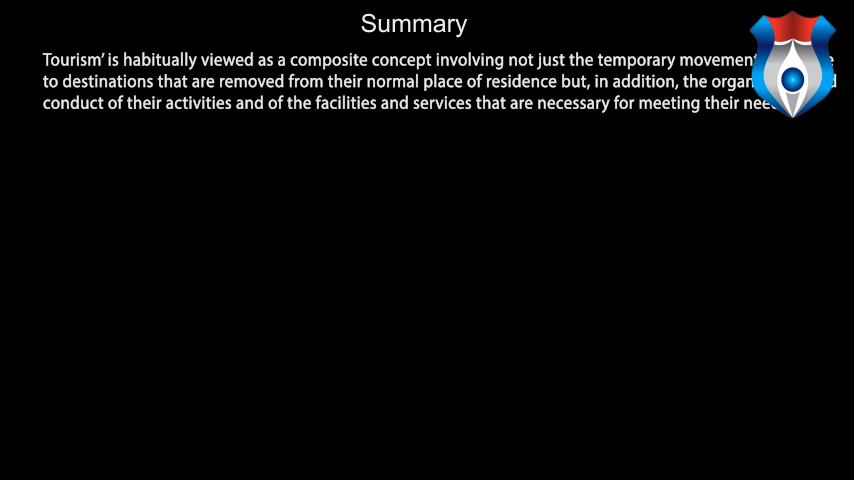 Summary
Tourism’ is habitually viewed as a composite concept involving not just the temporary movement
to destinations that are removed from their normal place of residence but, in addition, the
conduct of their activities and of the facilities and services that are necessary for meeting their